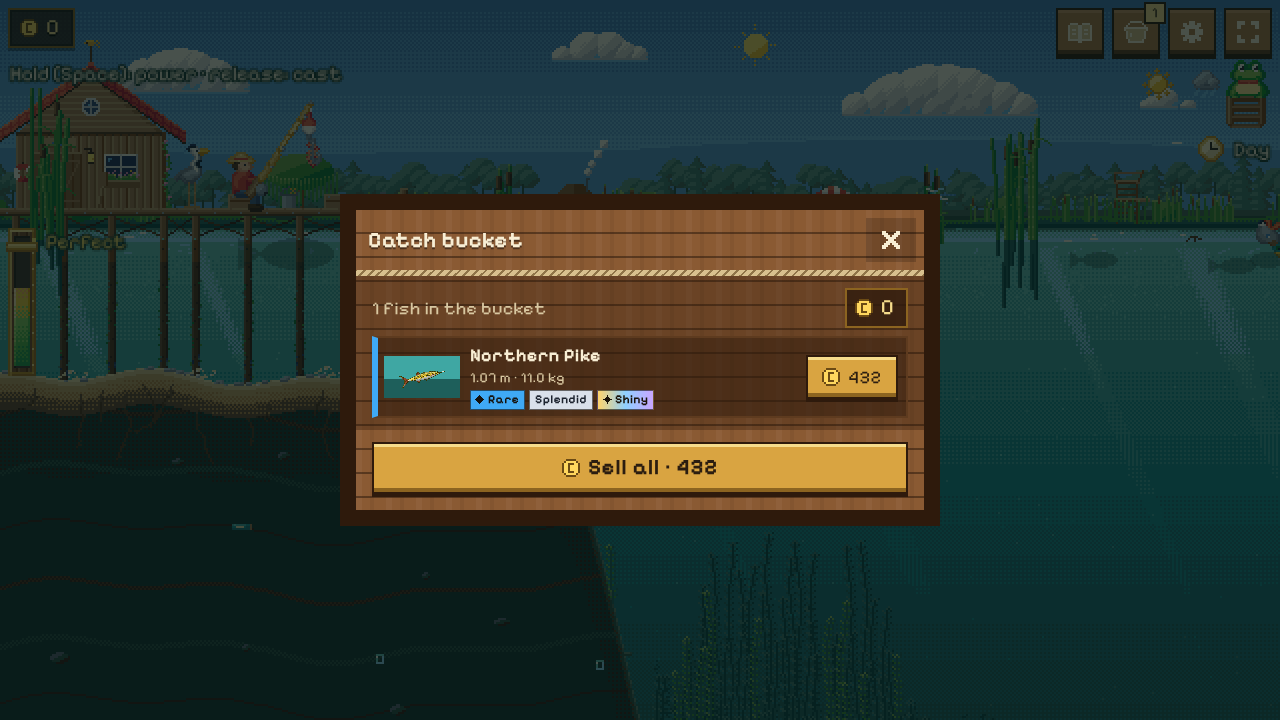 0
1
Hold [Space]: power · release: cast
Day
Perfect
Catch bucket
1 fish in the bucket
0
Northern Pike
1.07 m · 11.0 kg
432
Rare
Splendid
Shiny
Sell all · 432